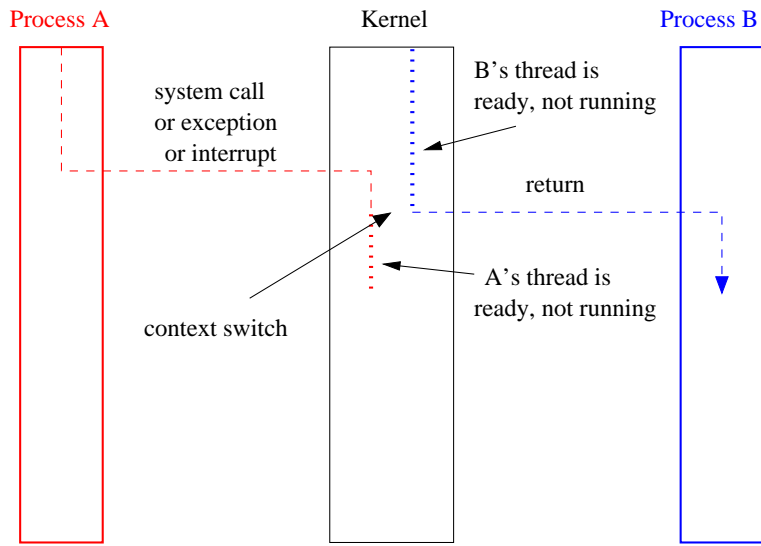 Process A
Kernel
Process B
system call
or exception
or interrupt
B's thread is
ready, not running
return
A's thread is
ready, not running
context switch